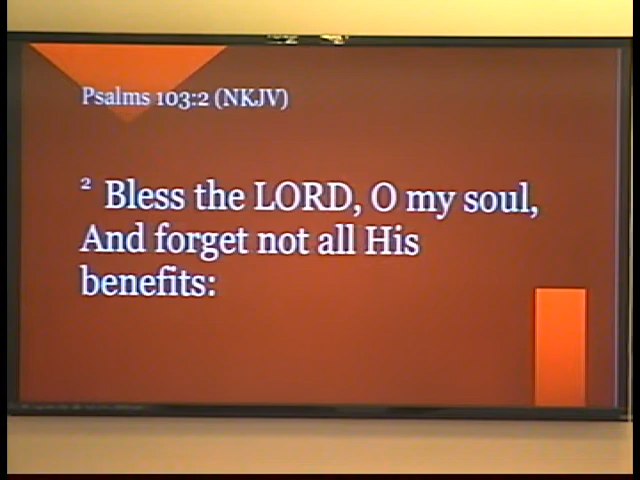 Psalms 103:2 (NKJV)
2 Bless the LORD, O my soul,
And forget not all His
benefits: